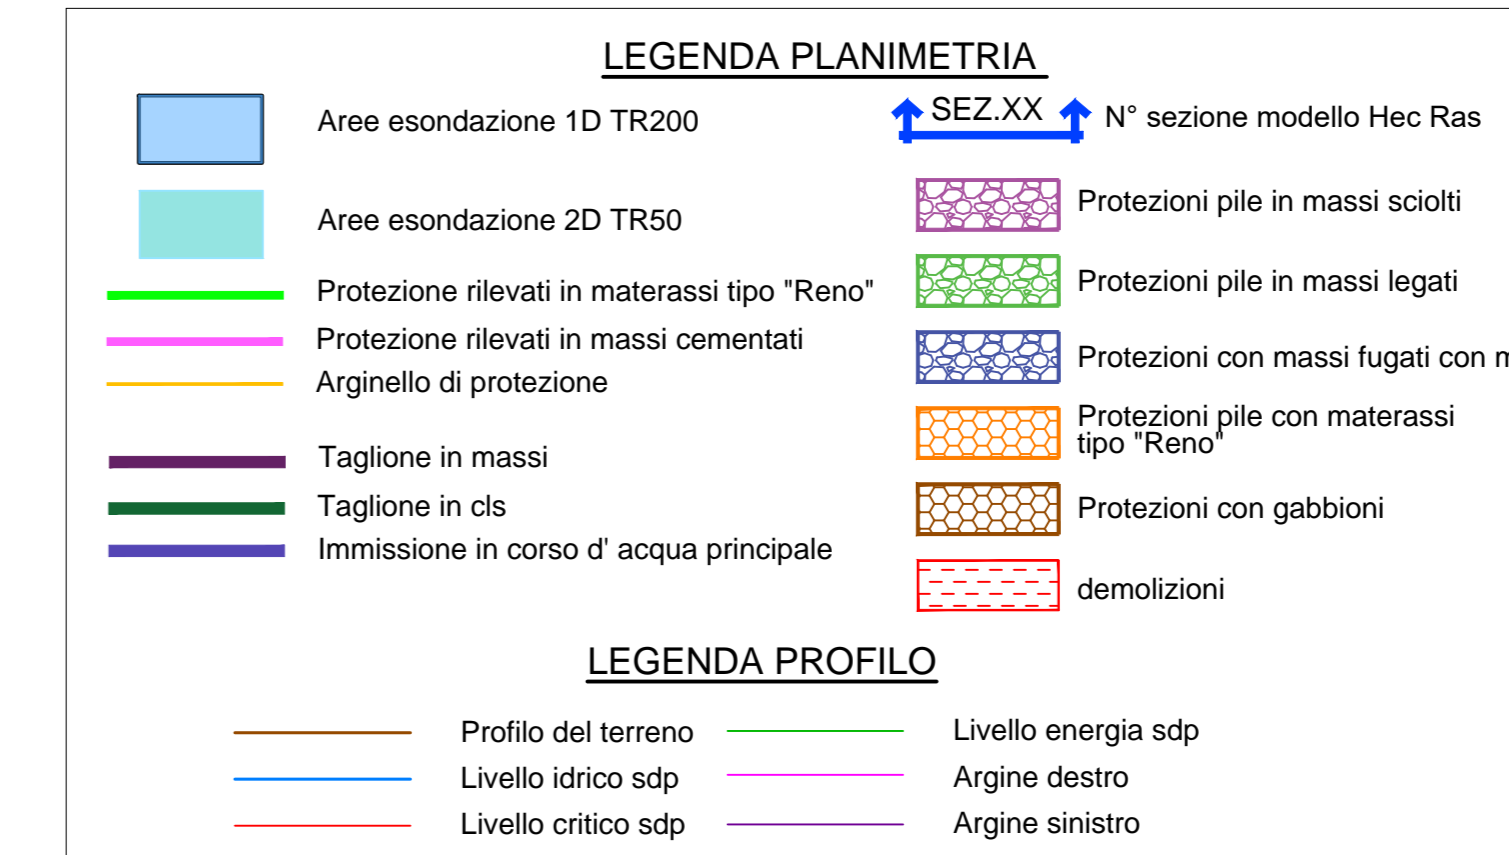 LEGENDA PLANIMETRIA
Aree esondazione 1D TR200
Aree esondazione 2D TR50
Protezione rilevati in materassi tipo "Reno"
Protezione rilevati in massi cementati
Arginello di protezione
Taglione in massi
Taglione in cls
Immissione in corso d' acqua principale
SEZ.XX
N° sezione modello Hec Ras
Protezioni pile in massi sciolti
Protezioni pile in massi legati
Protezioni con massi fugati con
Protezioni pile con materassi
tipo "Reno"
Protezioni con gabbioni
demolizioni
LEGENDA PROFILO
Profilo del terreno
Livello idrico sdp
Livello critico sdp
Livello energia sdp
Argine destro
Argine sinistro